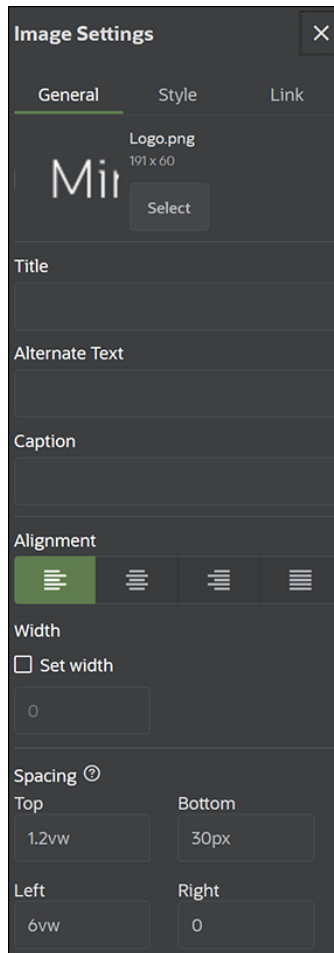 Image Settings
General Style Link
Logo.png
191 x 60
Select
Title
Alternate Text
Caption
Alignment
Width
Set width
0
Spacing
Top Bottom
1.2vw 30px
Left Right
6vw 0